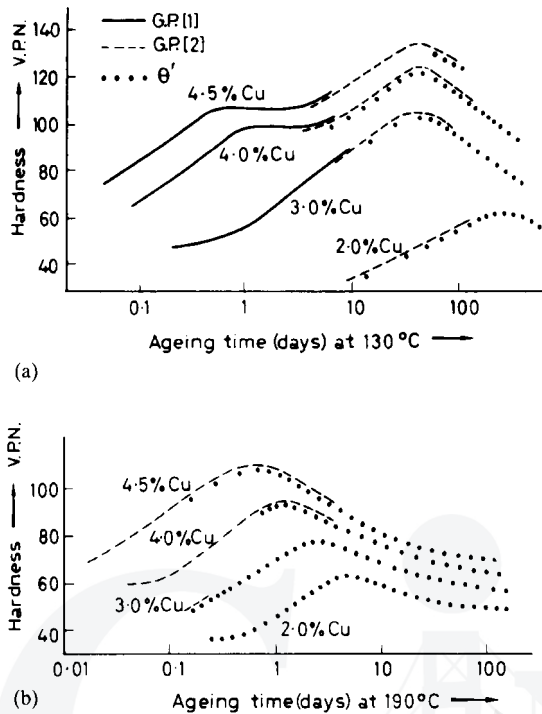 G.P.[1]
G.P.[2]
θ′
Hardness → V.P.N.
140
120
100
80
60
40
4·5%Cu
4·0%Cu
3·0%Cu
2·0%Cu
0·1
1
10
100
Ageing time (days) at 130°C →
(a)
Hardness → V.P.N.
100
80
60
40
4·5%Cu
4·0%Cu
3·0%Cu
2·0%Cu
0·01
0·1
1
10
100
(b)
Ageing time (days) at 190°C →